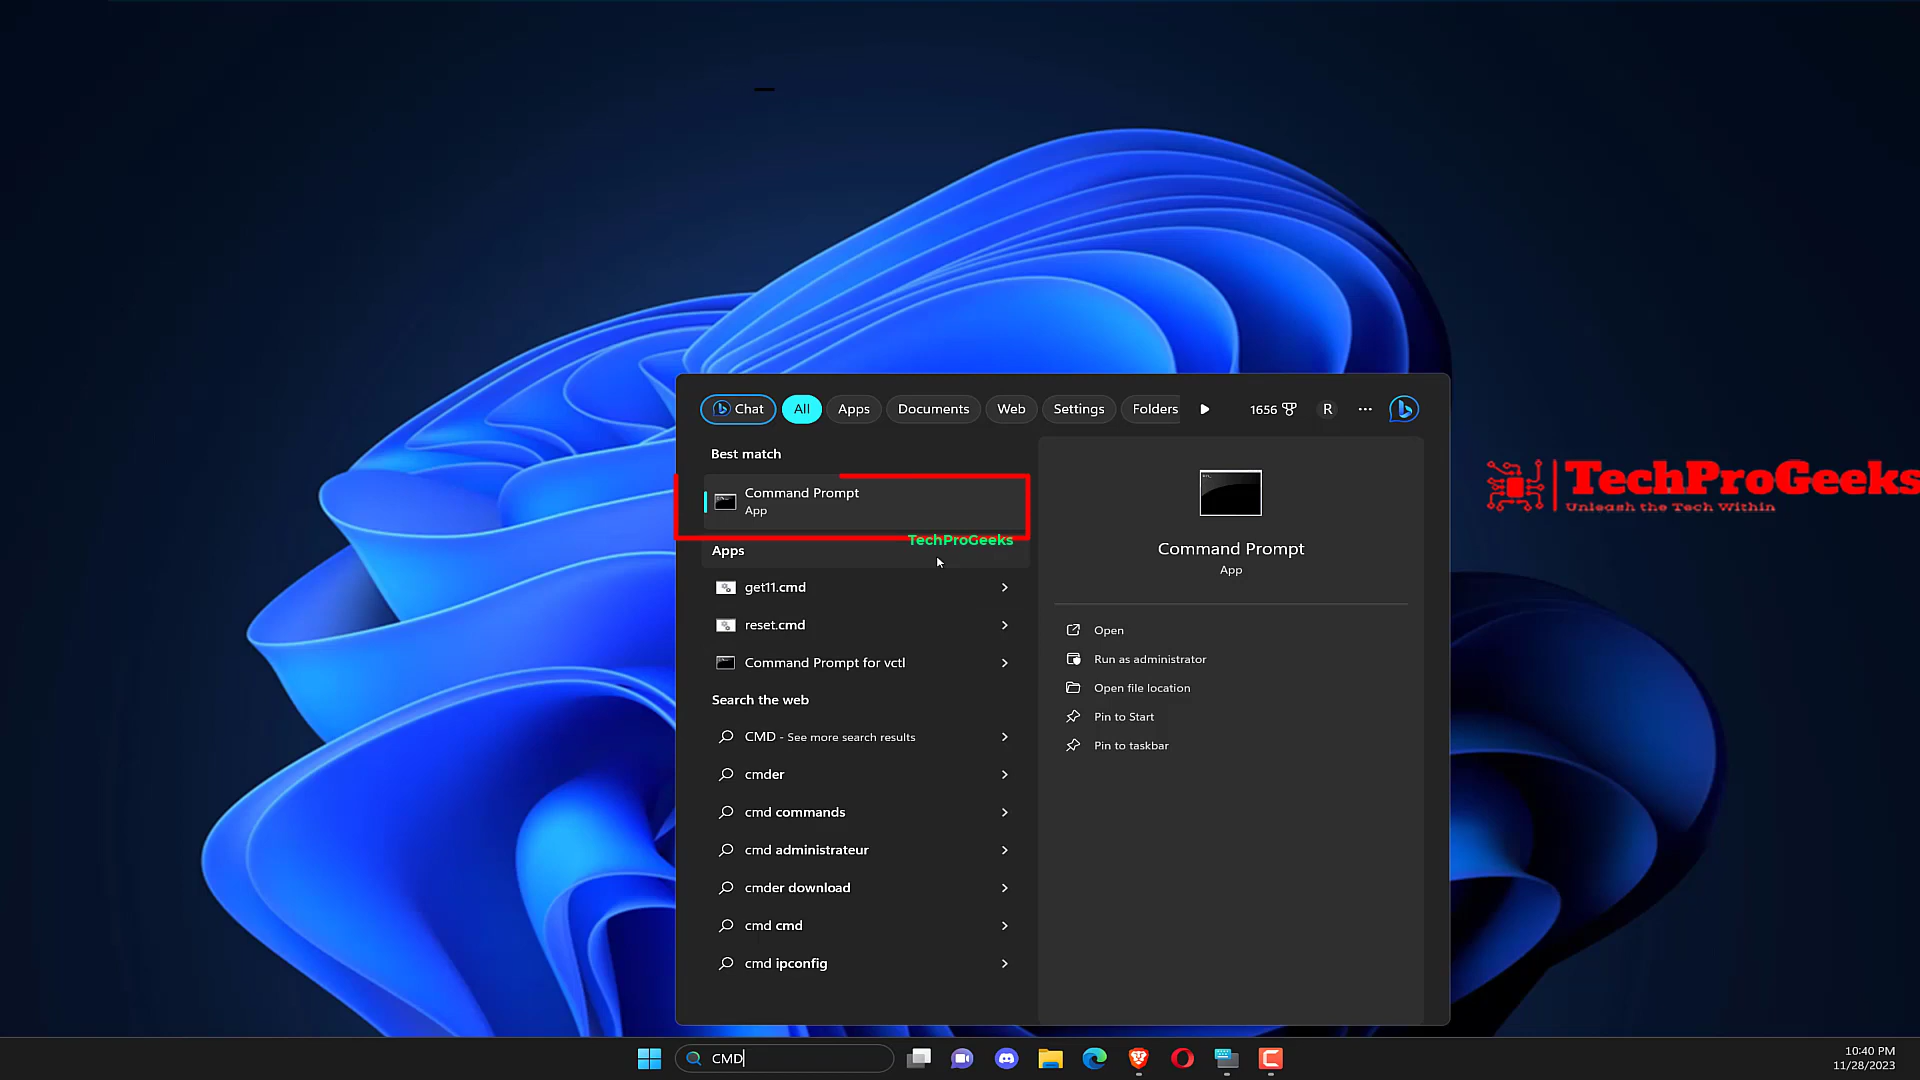 Chat
All
Apps
Documents
Web
Settings
Folders
1656
R
Best match
Command Prompt
App
TechProGeeks
Apps
get11.cmd
reset.cmd
Command Prompt for vctl
Search the web
CMD - See more search results
cmder
cmd commands
cmd administrateur
cmder download
cmd cmd
cmd ipconfig
Command Prompt
App
Open
Run as administrator
Open file location
Pin to Start
Pin to taskbar
TechProGeeks
Unleash the Tech Within
CMD
10:40 PM
11/28/2023